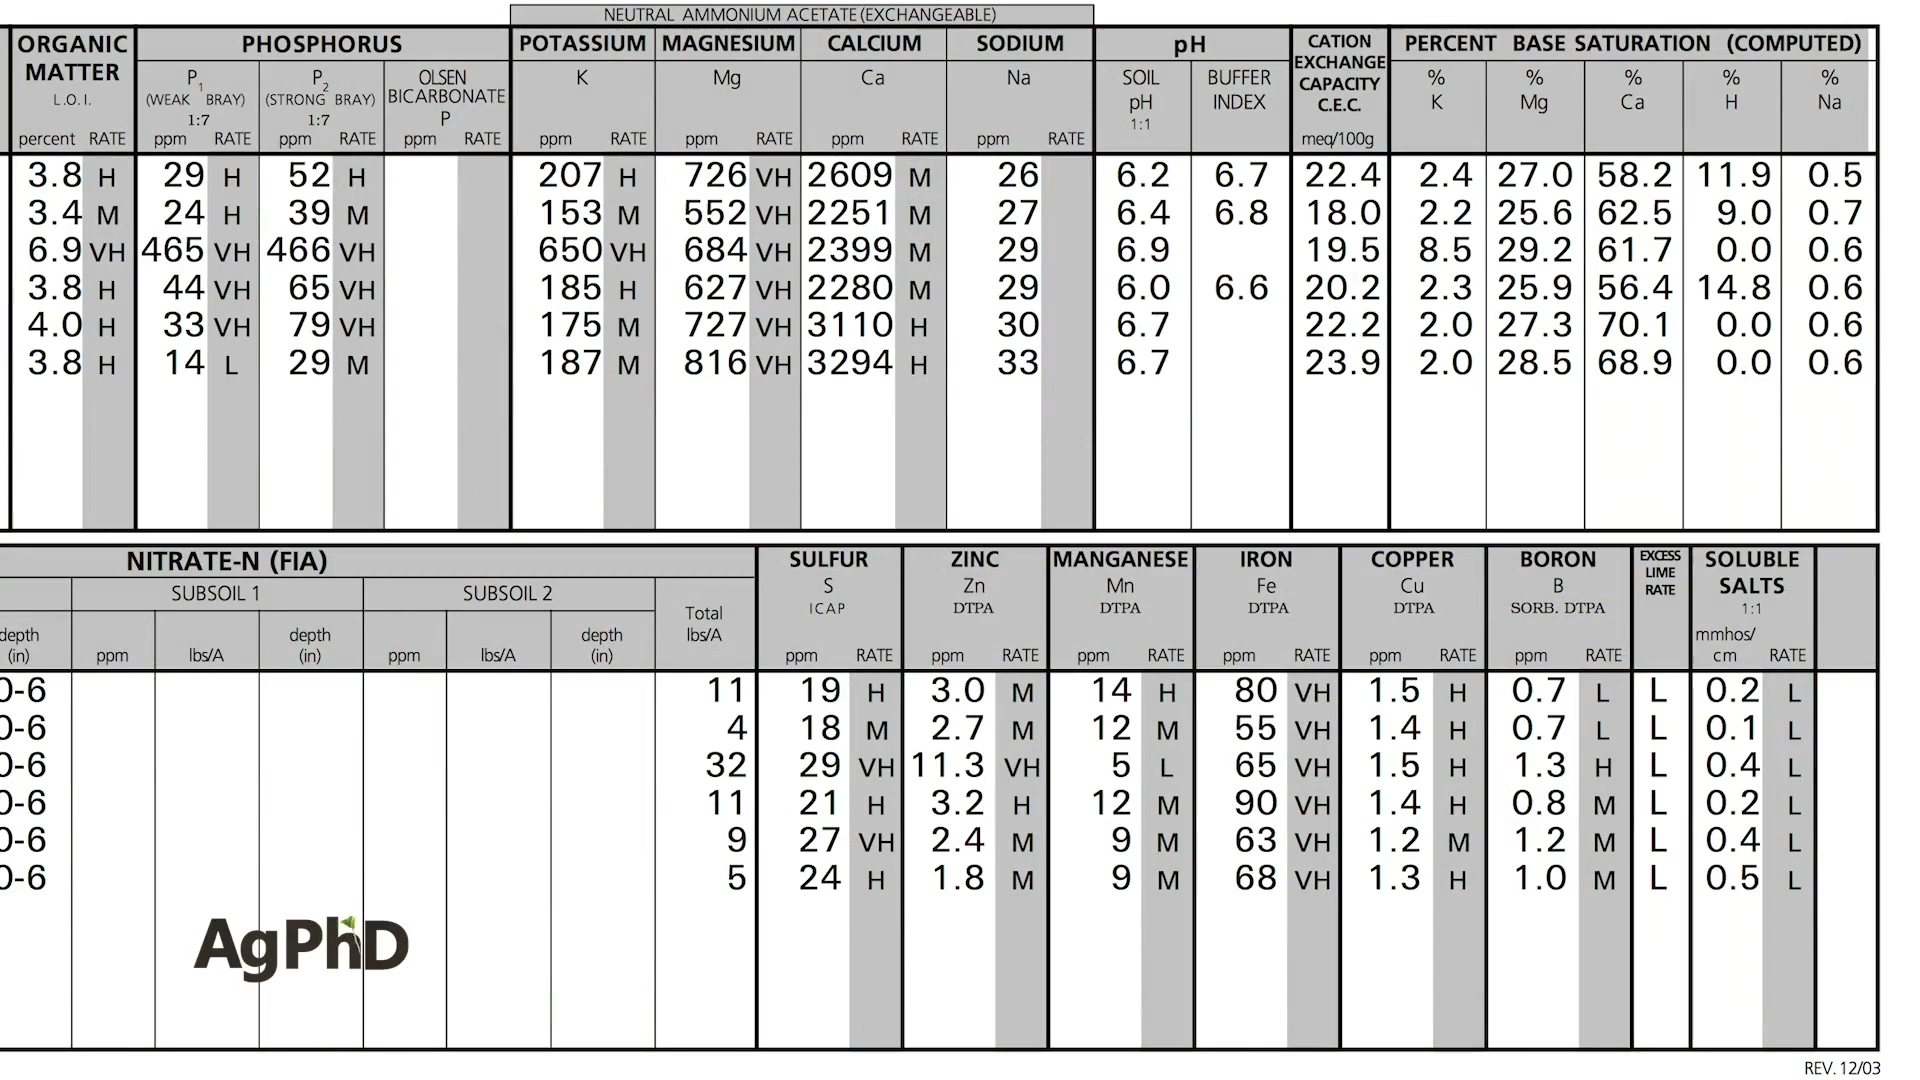 NEUTRAL AMMONIUM ACETATE (EXCHANGEABLE)
ORGANIC MATTER PHOSPHORUS POTASSIUM MAGNESIUM CALCIUM SODIUM pH CATION EXCHANGE CAPACITY C.E.C. PERCENT BASE SATURATION (COMPUTED)
L.O.I. P1 (WEAK BRAY) 1:7 P2 (STRONG BRAY) 1:7 OLSEN BICARBONATE P K Mg Ca Na SOIL pH 1:1 BUFFER INDEX % K % Mg % Ca % H % Na
percent RATE ppm RATE ppm RATE ppm RATE ppm RATE ppm RATE ppm RATE ppm RATE meq/100g
3.8 H 29 H 52 H 207 H 726 VH 2609 M 26 6.2 6.7 22.4 2.4 27.0 58.2 11.9 0.5
3.4 M 24 H 39 M 153 M 552 VH 2251 M 27 6.4 6.8 18.0 2.2 25.6 62.5 9.0 0.7
6.9 VH 465 VH 466 VH 650 VH 684 VH 2399 M 29 6.9 19.5 8.5 29.2 61.7 0.0 0.6
3.8 H 44 VH 65 VH 185 H 627 VH 2280 M 29 6.0 6.6 20.2 2.3 25.9 56.4 14.8 0.6
4.0 H 33 VH 79 VH 175 M 727 VH 3110 H 30 6.7 22.2 2.0 27.3 70.1 0.0 0.6
3.8 H 14 L 29 M 187 M 816 VH 3294 H 33 6.7 23.9 2.0 28.5 68.9 0.0 0.6
NITRATE-N (FIA) SULFUR ZINC MANGANESE IRON COPPER BORON EXCESS LIME RATE SOLUBLE SALTS
SUBSOIL 1 SUBSOIL 2 Total lbs/A S ICAP Zn DTPA Mn DTPA Fe DTPA Cu DTPA B SORB. DTPA 1:1
depth (in) ppm lbs/A depth (in) ppm lbs/A depth (in) ppm RATE ppm RATE ppm RATE ppm RATE ppm RATE ppm RATE mmhos/cm RATE
0-6 11 19 H 3.0 M 14 H 80 VH 1.5 H 0.7 L L 0.2 L
0-6 4 18 M 2.7 M 12 M 55 VH 1.4 H 0.7 L L 0.1 L
0-6 32 29 VH 11.3 VH 5 L 65 VH 1.5 H 1.3 H L 0.4 L
0-6 11 21 H 3.2 H 12 M 90 VH 1.4 H 0.8 M L 0.2 L
0-6 9 27 VH 2.4 M 9 M 63 VH 1.2 M 1.2 M L 0.4 L
0-6 5 24 H 1.8 M 9 M 68 VH 1.3 H 1.0 M L 0.5 L
AgPhD
REV. 12/03